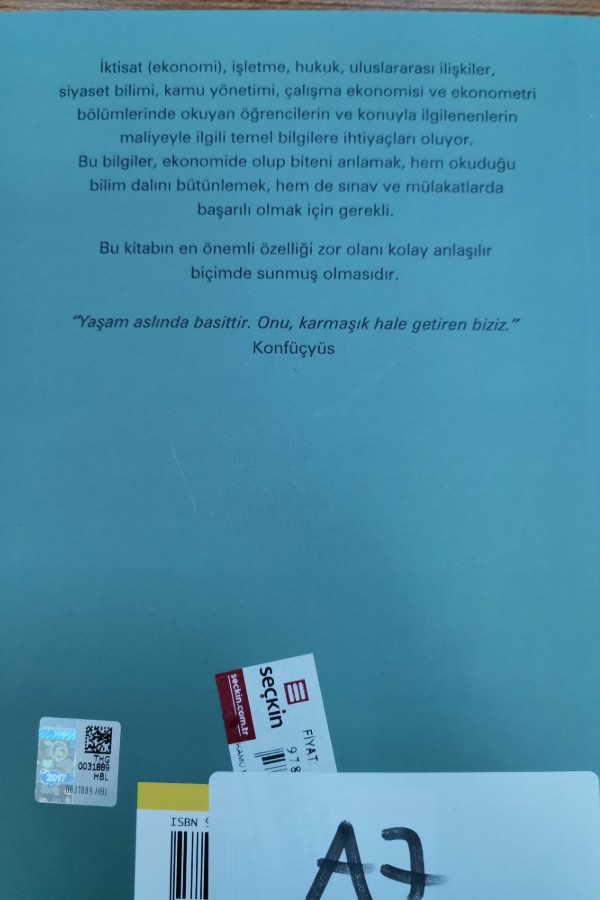 İktisat (ekonomi), işletme, hukuk, uluslararası ilişkiler,
siyaset bilimi, kamu yönetimi, çalışma ekonomisi ve ekonometri
bölümlerinde okuyan öğrencilerin ve konuyla ilgilenenlerin
maliyeyle ilgili temel bilgilere ihtiyaçları oluyor.
Bu bilgiler, ekonomide olup biteni anlamak, hem okuduğu
bilim dalını bütünlemek, hem de sınav ve mülakatlarda
başarılı olmak için gerekli.
Bu kitabın en önemli özelliği zor olanı kolay anlaşılır
biçimde sunmuş olmasıdır.
“Yaşam aslında basittir. Onu, karmaşık hale getiren biziz.”
Konfüçyüs
seçkin
seckin.com.tr
FİYAT:
978
KAMU
THG
0031889
HBL
2017
ISBN 9
A7